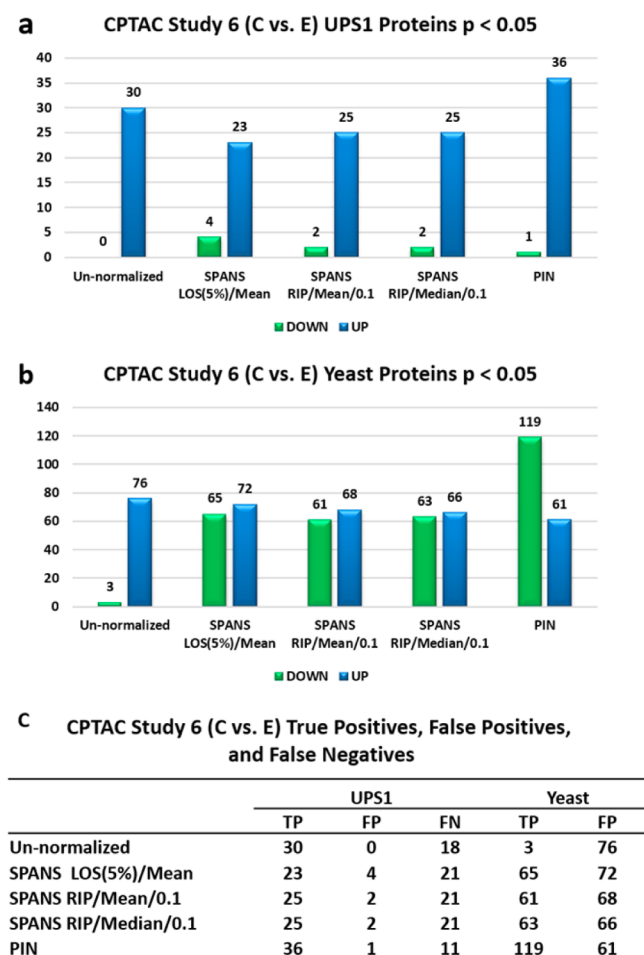 a
CPTAC Study 6 (C vs. E) UPS1 Proteins p < 0.05
40
35
30
25
20
15
10
5
0
0
30
4
23
2
25
2
25
1
36
Un-normalized
SPANS
LOS(5%)/Mean
SPANS
RIP/Mean/0.1
SPANS
RIP/Median/0.1
PIN
DOWN UP
b
CPTAC Study 6 (C vs. E) Yeast Proteins p < 0.05
140
120
100
80
60
40
20
0
3
76
65
72
61
68
63
66
119
61
Un-normalized
SPANS
LOS(5%)/Mean
SPANS
RIP/Mean/0.1
SPANS
RIP/Median/0.1
PIN
DOWN UP
C
CPTAC Study 6 (C vs. E) True Positives, False Positives,
and False Negatives
UPS1 Yeast
TP FP FN TP FP
Un-normalized 30 0 18 3 76
SPANS LOS(5%)/Mean 23 4 21 65 72
SPANS RIP/Mean/0.1 25 2 21 61 68
SPANS RIP/Median/0.1 25 2 21 63 66
PIN 36 1 11 119 61